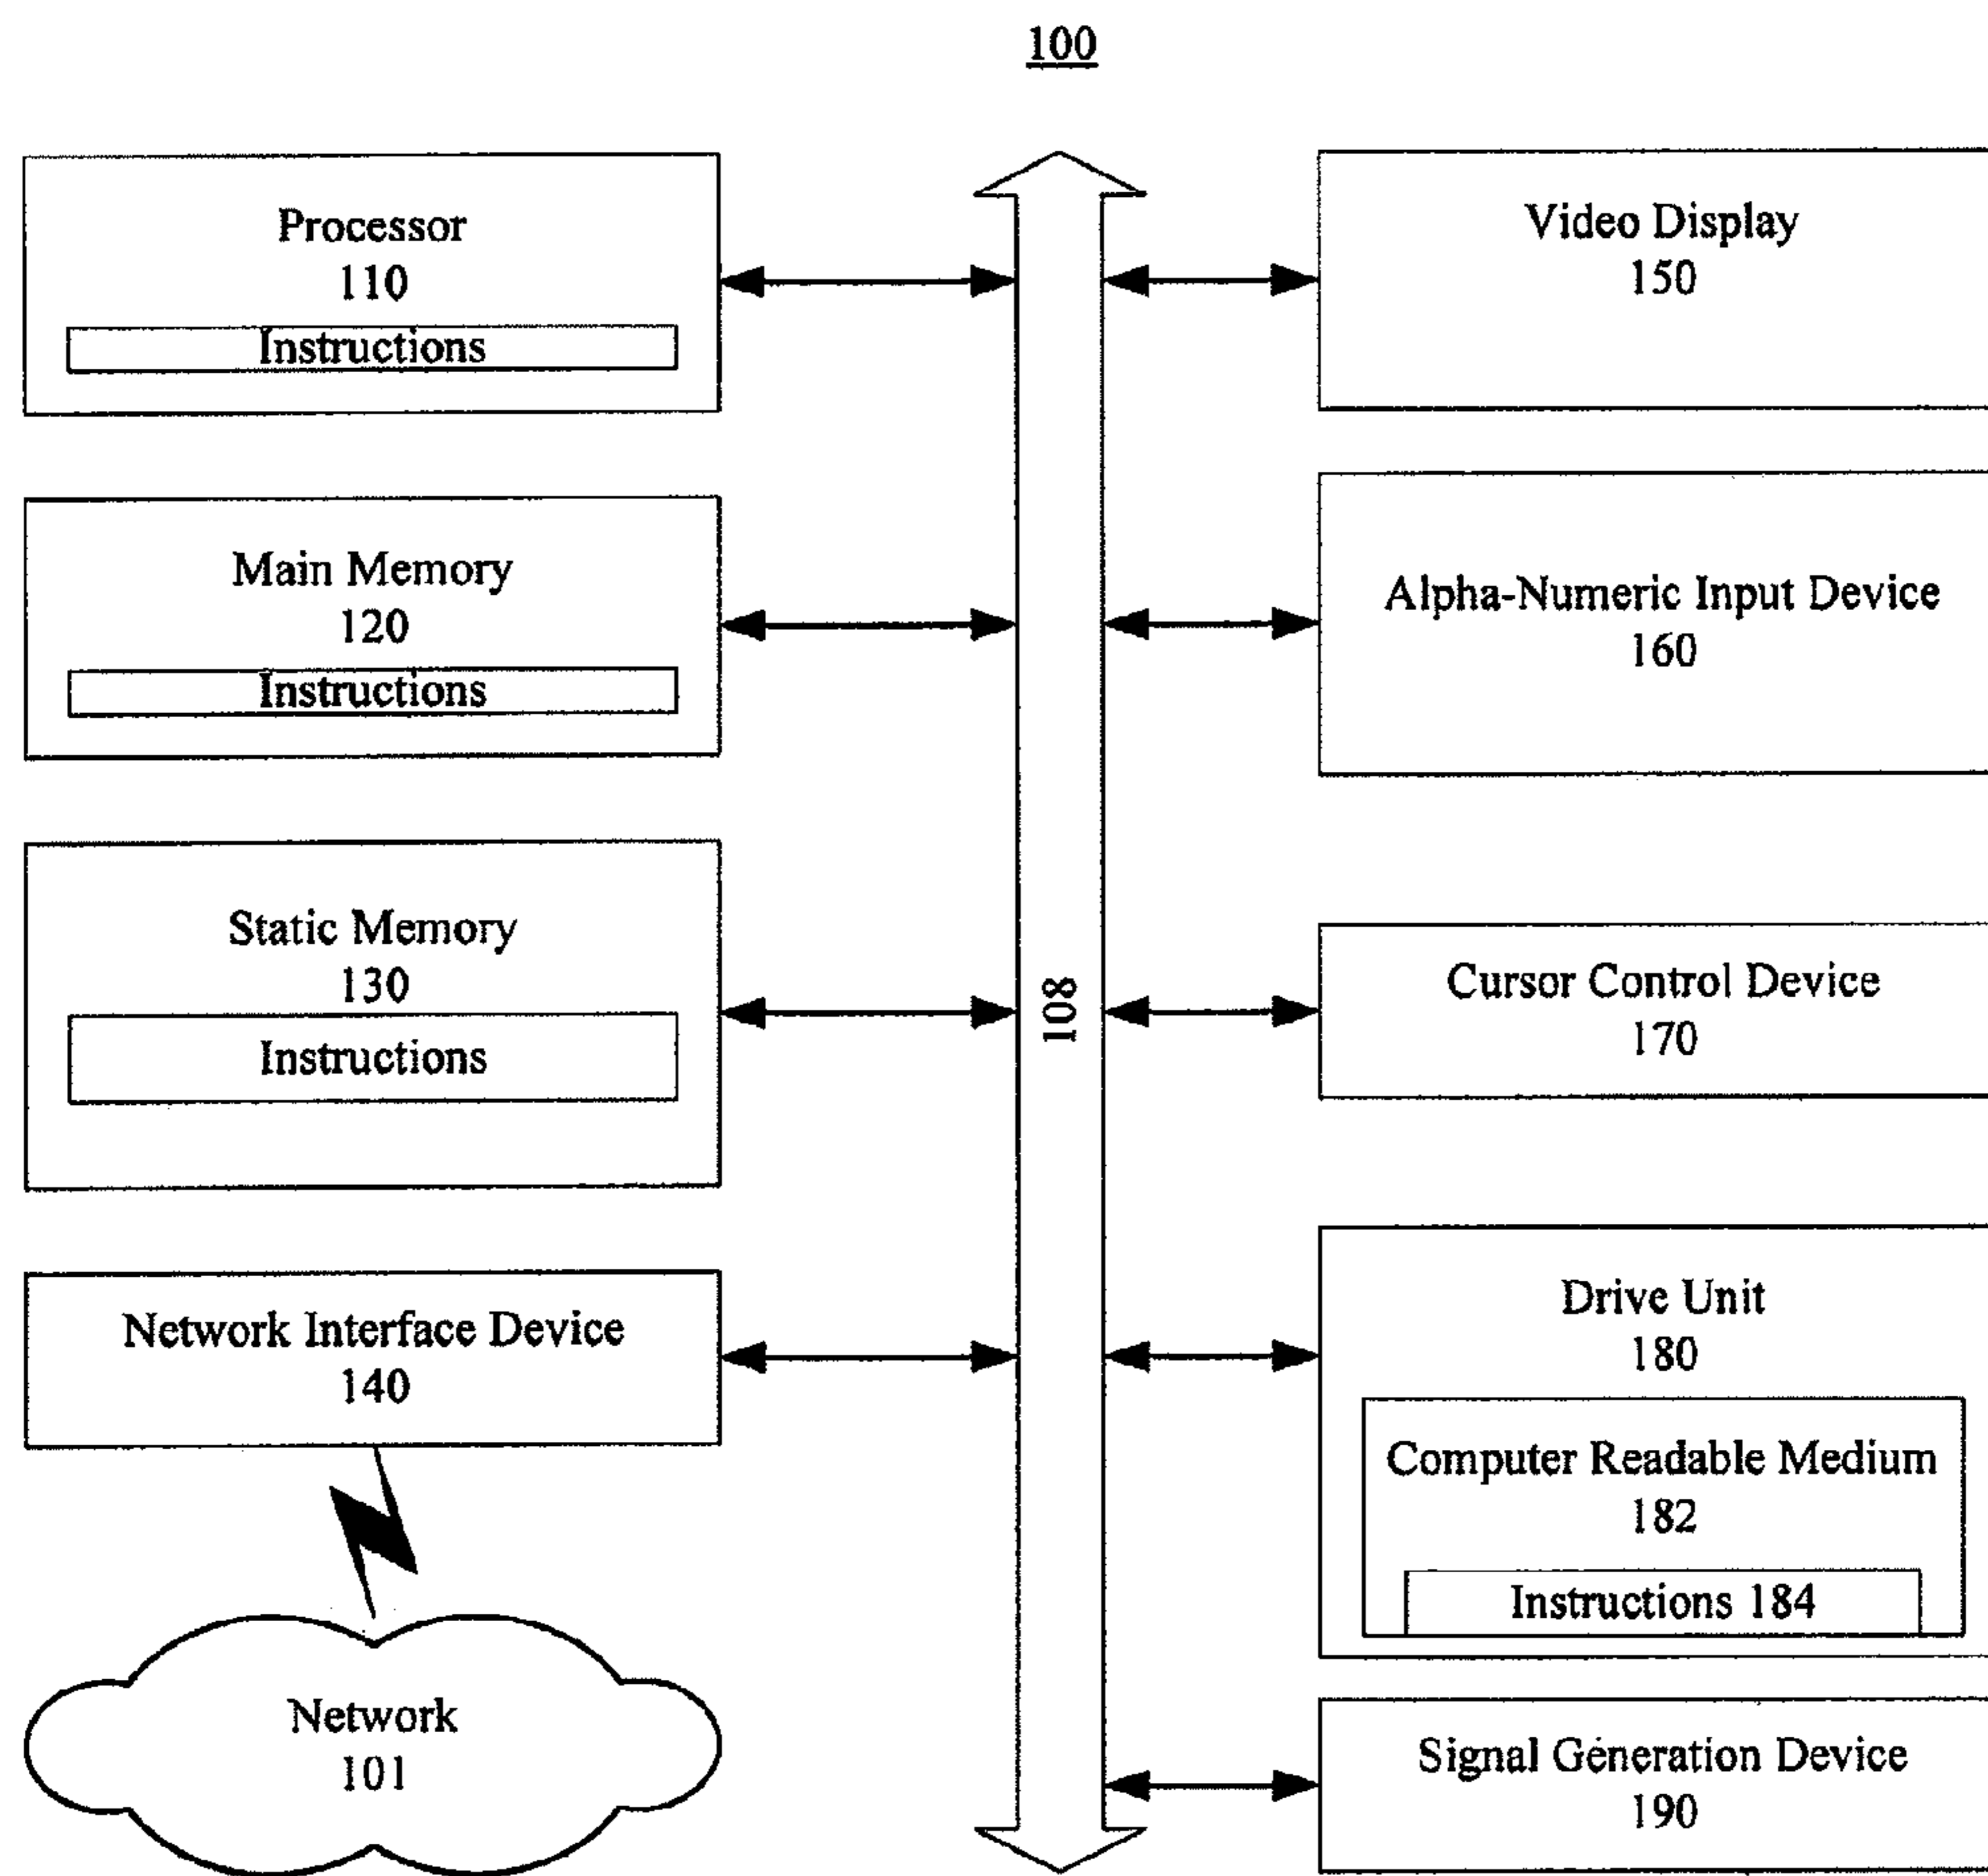 100
Processor
110
Instructions
Main Memory
120
Instructions
Static Memory
130
Instructions
Network Interface Device
140
Network
101
108
Video Display
150
Alpha-Numeric Input Device
160
Cursor Control Device
170
Drive Unit
180
Computer Readable Medium
182
Instructions 184
Signal Generation Device
190